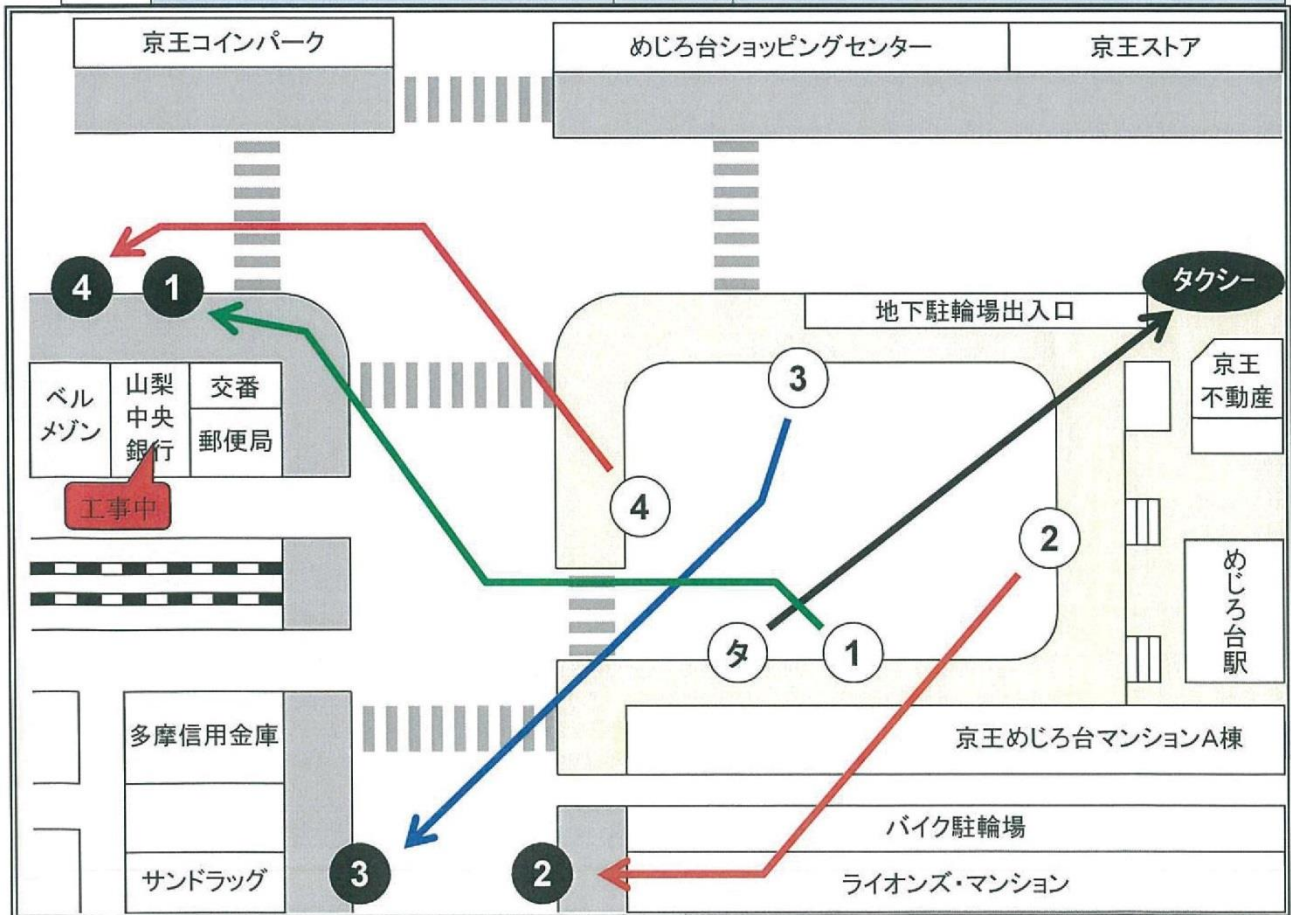 京王コインパーク
めじろ台ショッピングセンター
京王ストア
タクシー
4
1
地下駐輪場出入口
3
京王
不動産
ベル
メゾン
山梨
中央
銀行
交番
郵便局
工事中
4
2
めじろ台駅
タ
1
多摩信用金庫
京王めじろ台マンションA棟
バイク駐輪場
サンドラッグ
3
2
ライオンズ・マンション